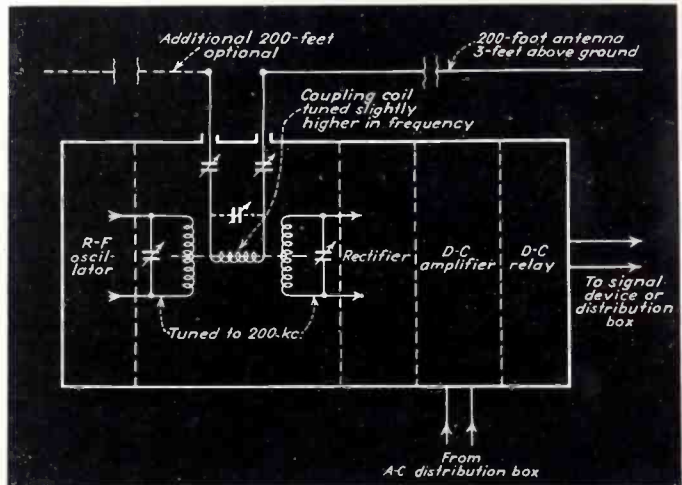 Additional 200-feet
optional
200-foot antenna
3-feet above ground
Coupling coil
tuned slightly
higher in frequency
R-F
oscil-
lator
Rectifier
D-C
amplifier
D-C
relay
Tuned to 200-kc.
To signal
device or
distribution
box
From
A-C distribution box